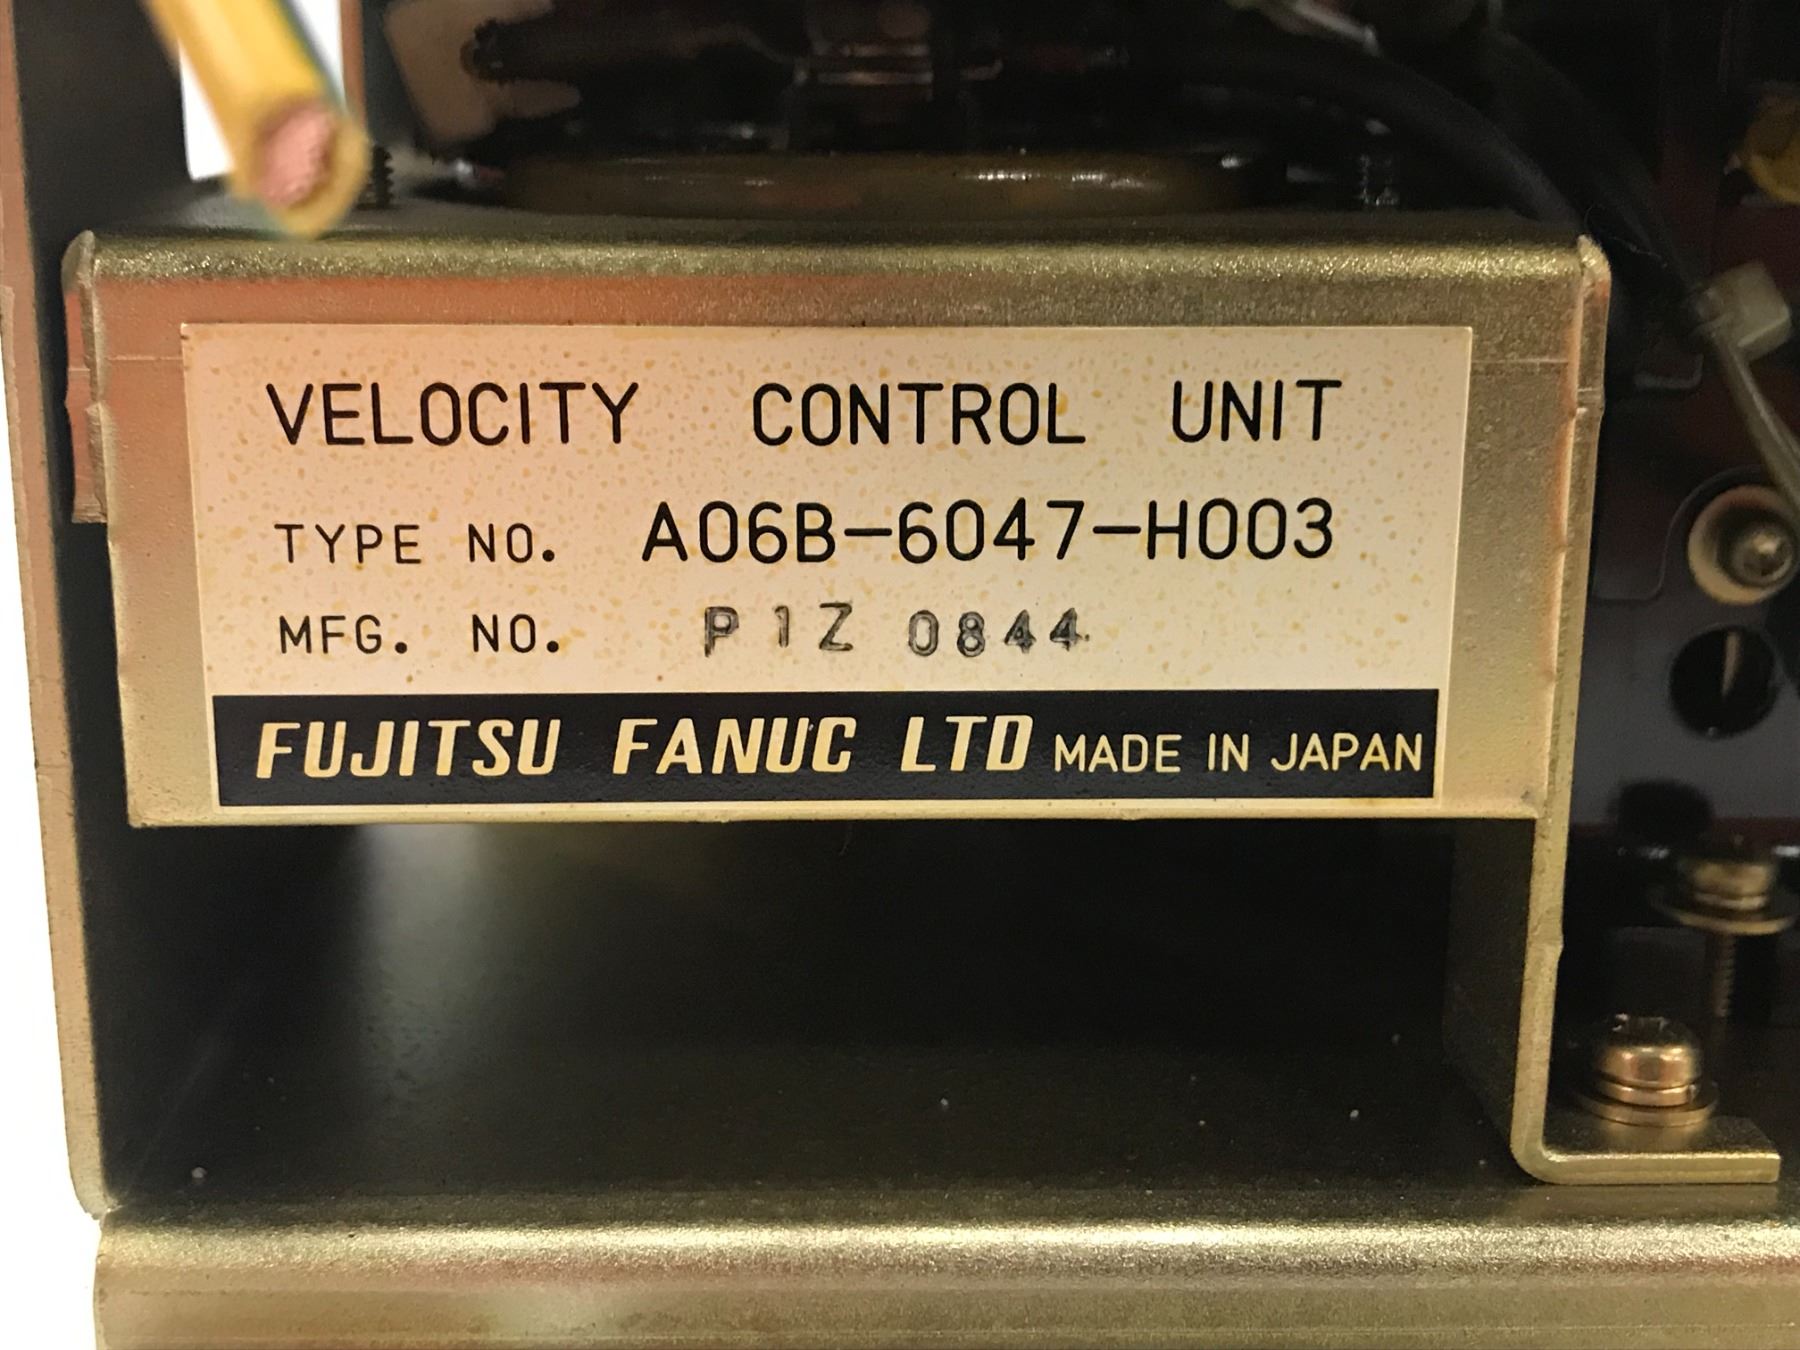 VELOCITY CONTROL UNIT
TYPE NO. A06B-6047-H003
MFG. NO. P1Z 0844
FUJITSU FANUC LTD MADE IN JAPAN